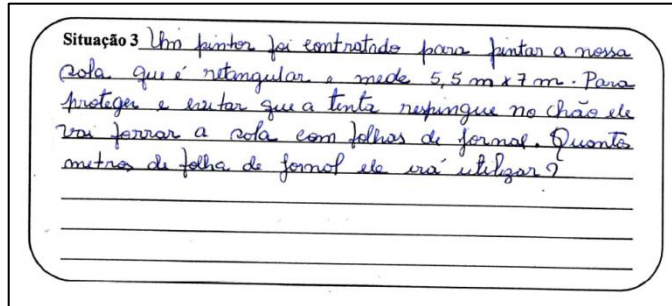 Situação 3 Um pintor foi contratado para pintar a nossa
sala que é retangular e mede 5,5 m x 7 m. Para
proteger e evitar que a tinta respingue no chão ele
vai forrar a sala com folhas de jornal. Quantos
metros de folha de jornal ele irá utilizar?